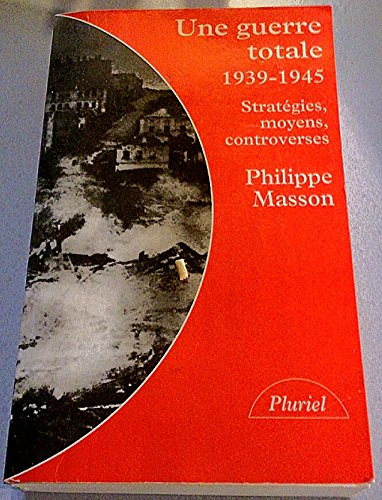 Une guerre
totale
1939-1945
Stratégies,
moyens,
controverses
Philippe
Masson
Pluriel